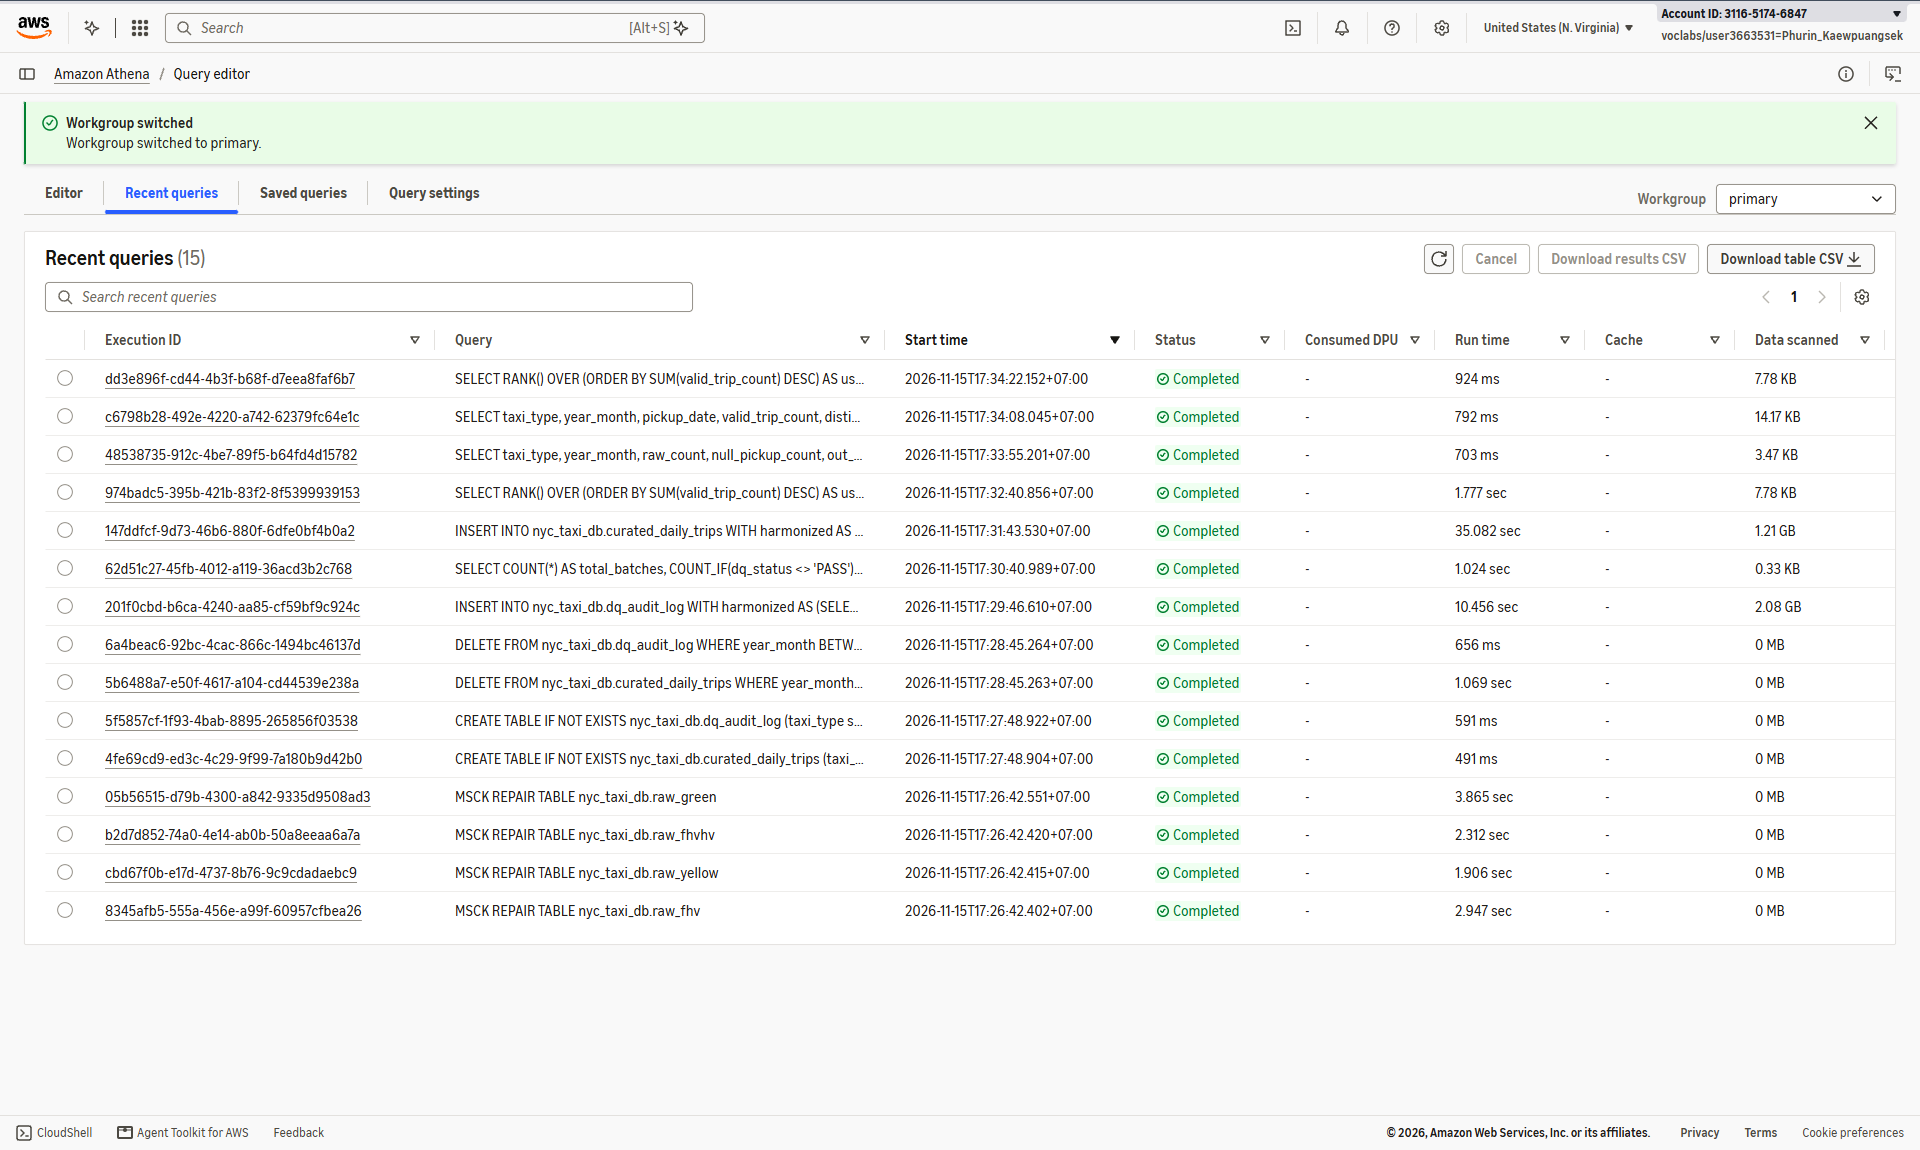 aws
Search [Alt+S]
United States (N. Virginia)
Account ID: 3116-5174-6847
voclabs/user3663531=Phurin_Kaewpuangsek
Amazon Athena / Query editor
Workgroup switched
Workgroup switched to primary.
Editor Recent queries Saved queries Query settings
Workgroup primary
Recent queries (15)
Cancel Download results CSV Download table CSV
Search recent queries
1
Execution ID Query Start time Status Consumed DPU Run time Cache Data scanned
dd3e896f-cd44-4b3f-b68f-d7eea8faf6b7 SELECT RANK() OVER (ORDER BY SUM(valid_trip_count) DESC) AS us... 2026-11-15T17:34:22.152+07:00 Completed - 924 ms - 7.78 KB
c6798b28-492e-4220-a742-62379fc64e1c SELECT taxi_type, year_month, pickup_date, valid_trip_count, disti... 2026-11-15T17:34:08.045+07:00 Completed - 792 ms - 14.17 KB
48538735-912c-4be7-89f5-b64fd4d15782 SELECT taxi_type, year_month, raw_count, null_pickup_count, out_... 2026-11-15T17:33:55.201+07:00 Completed - 703 ms - 3.47 KB
974badc5-395b-421b-83f2-8f5399939153 SELECT RANK() OVER (ORDER BY SUM(valid_trip_count) DESC) AS us... 2026-11-15T17:32:40.856+07:00 Completed - 1.777 sec - 7.78 KB
147ddfcf-9d73-46b6-880f-6dfe0bf4b0a2 INSERT INTO nyc_taxi_db.curated_daily_trips WITH harmonized AS ... 2026-11-15T17:31:43.530+07:00 Completed - 35.082 sec - 1.21 GB
62d51c27-45fb-4012-a119-36acd3b2c768 SELECT COUNT(*) AS total_batches, COUNT_IF(dq_status <> 'PASS')... 2026-11-15T17:30:40.989+07:00 Completed - 1.024 sec - 0.33 KB
201f0cbd-b6ca-4240-aa85-cf59bf9c924c INSERT INTO nyc_taxi_db.dq_audit_log WITH harmonized AS (SELE... 2026-11-15T17:29:46.610+07:00 Completed - 10.456 sec - 2.08 GB
6a4beac6-92bc-4cac-866c-1494bc46137d DELETE FROM nyc_taxi_db.dq_audit_log WHERE year_month BETW... 2026-11-15T17:28:45.264+07:00 Completed - 656 ms - 0 MB
5b6488a7-e50f-4617-a104-cd44539e238a DELETE FROM nyc_taxi_db.curated_daily_trips WHERE year_month... 2026-11-15T17:28:45.263+07:00 Completed - 1.069 sec - 0 MB
5f5857cf-1f93-4bab-8895-265856f03538 CREATE TABLE IF NOT EXISTS nyc_taxi_db.dq_audit_log (taxi_type s... 2026-11-15T17:27:48.922+07:00 Completed - 591 ms - 0 MB
4fe69cd9-ed3c-4c29-9f99-7a180b9d42b0 CREATE TABLE IF NOT EXISTS nyc_taxi_db.curated_daily_trips (taxi_... 2026-11-15T17:27:48.904+07:00 Completed - 491 ms - 0 MB
05b56515-d79b-4300-a842-9335d9508ad3 MSCK REPAIR TABLE nyc_taxi_db.raw_green 2026-11-15T17:26:42.551+07:00 Completed - 3.865 sec - 0 MB
b2d7d852-74a0-4e14-ab0b-50a8eeaa6a7a MSCK REPAIR TABLE nyc_taxi_db.raw_fhvhv 2026-11-15T17:26:42.420+07:00 Completed - 2.312 sec - 0 MB
cbd67f0b-e17d-4737-8b76-9c9cdadaebc9 MSCK REPAIR TABLE nyc_taxi_db.raw_yellow 2026-11-15T17:26:42.415+07:00 Completed - 1.906 sec - 0 MB
8345afb5-555a-456e-a99f-60957cfbea26 MSCK REPAIR TABLE nyc_taxi_db.raw_fhv 2026-11-15T17:26:42.402+07:00 Completed - 2.947 sec - 0 MB
CloudShell Agent Toolkit for AWS Feedback © 2026, Amazon Web Services, Inc. or its affiliates. Privacy Terms Cookie preferences